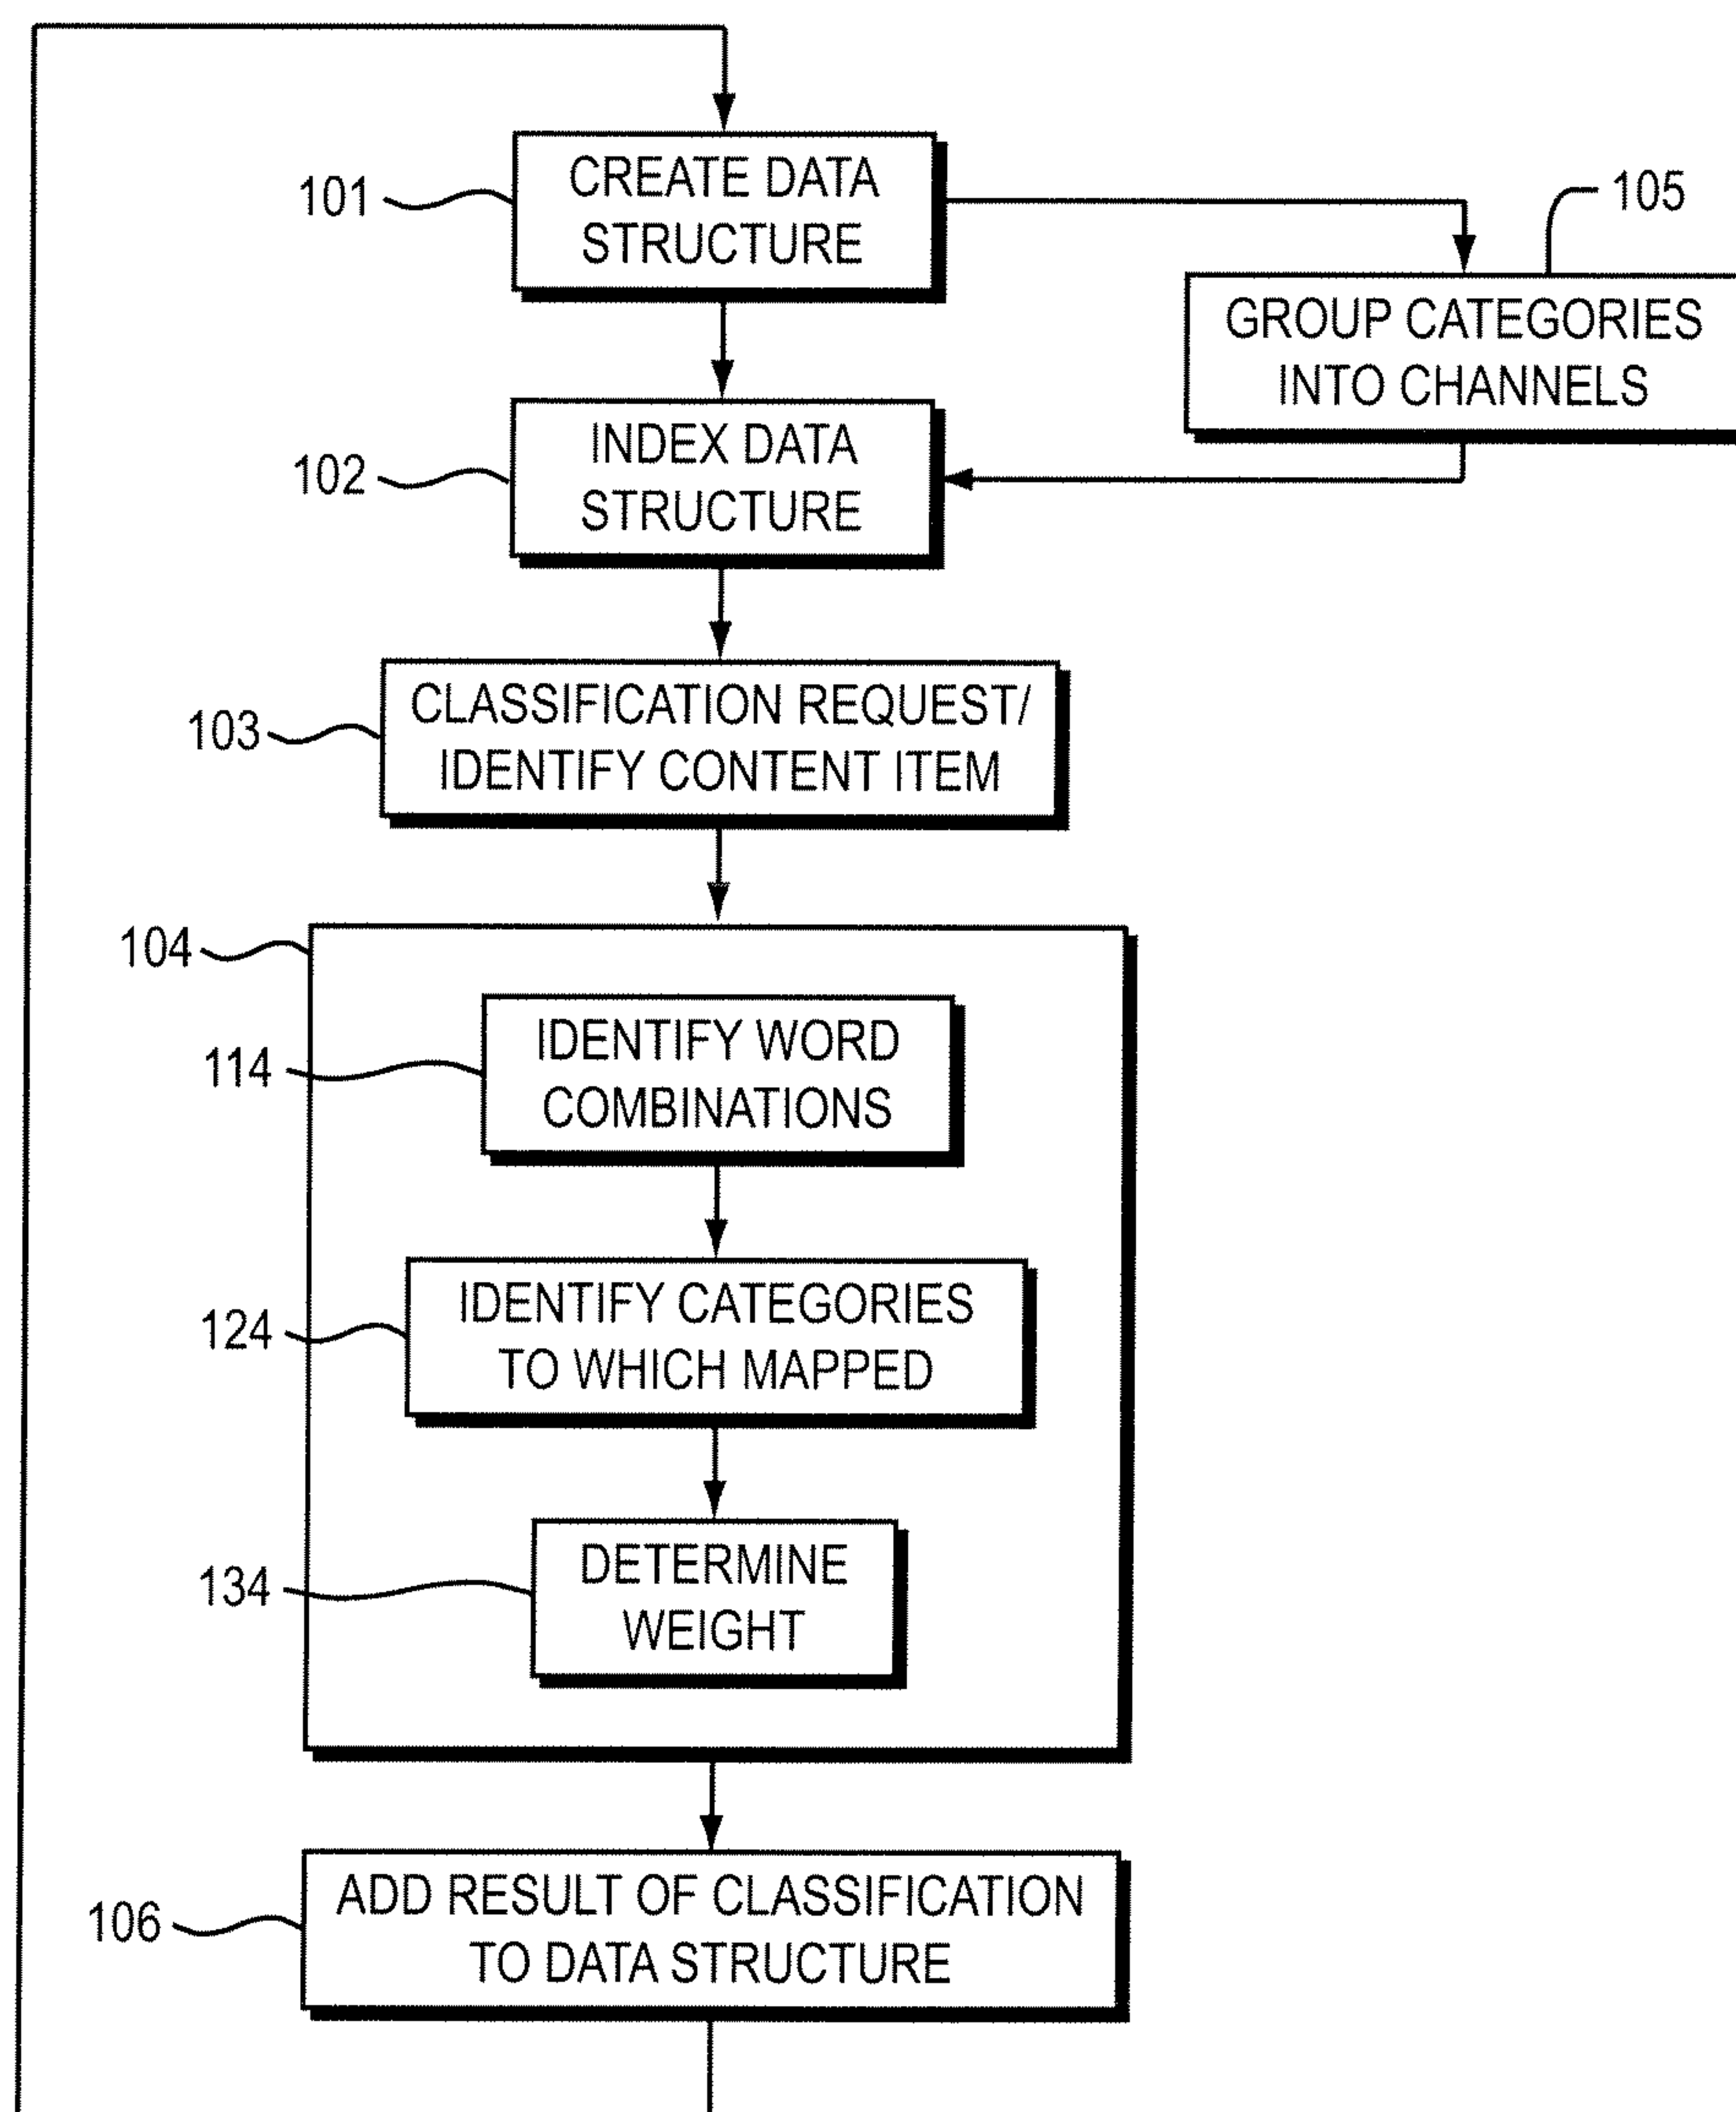 101
CREATE DATA
STRUCTURE
105
GROUP CATEGORIES
INTO CHANNELS
102
INDEX DATA
STRUCTURE
103
CLASSIFICATION REQUEST/
IDENTIFY CONTENT ITEM
104
114
IDENTIFY WORD
COMBINATIONS
124
IDENTIFY CATEGORIES
TO WHICH MAPPED
134
DETERMINE
WEIGHT
106
ADD RESULT OF CLASSIFICATION
TO DATA STRUCTURE